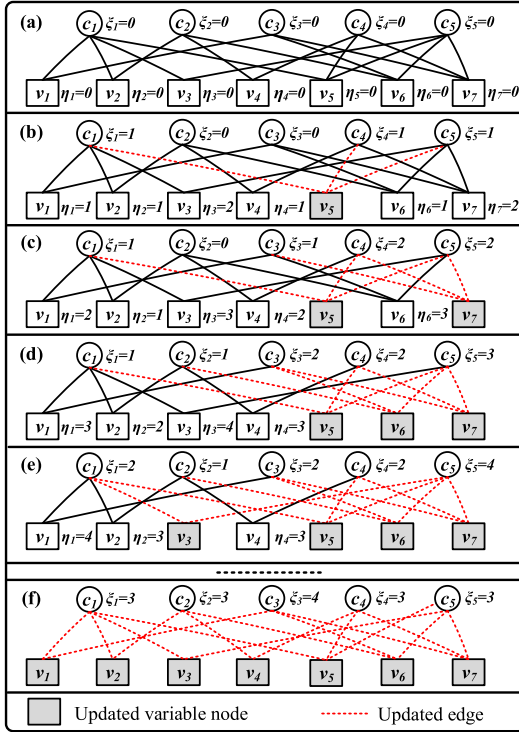 (a) c1 ξ1=0 c2 ξ2=0 c3 ξ3=0 c4 ξ4=0 c5 ξ5=0
v1 η1=0 v2 η2=0 v3 η3=0 v4 η4=0 v5 η5=0 v6 η6=0 v7 η7=0
(b) c1 ξ1=1 c2 ξ2=0 c3 ξ3=0 c4 ξ4=1 c5 ξ5=1
v1 η1=1 v2 η2=1 v3 η3=2 v4 η4=1 v5 v6 η6=1 v7 η7=2
(c) c1 ξ1=1 c2 ξ2=0 c3 ξ3=1 c4 ξ4=2 c5 ξ5=2
v1 η1=2 v2 η2=1 v3 η3=3 v4 η4=2 v5 v6 η6=3 v7
(d) c1 ξ1=1 c2 ξ2=1 c3 ξ3=2 c4 ξ4=2 c5 ξ5=3
v1 η1=3 v2 η2=2 v3 η3=4 v4 η4=3 v5 v6 v7
(e) c1 ξ1=2 c2 ξ2=1 c3 ξ3=2 c4 ξ4=2 c5 ξ5=4
v1 η1=4 v2 η2=3 v3 v4 η4=3 v5 v6 v7
(f) c1 ξ1=3 c2 ξ2=3 c3 ξ3=4 c4 ξ4=3 c5 ξ5=3
v1 v2 v3 v4 v5 v6 v7
Updated variable node Updated edge